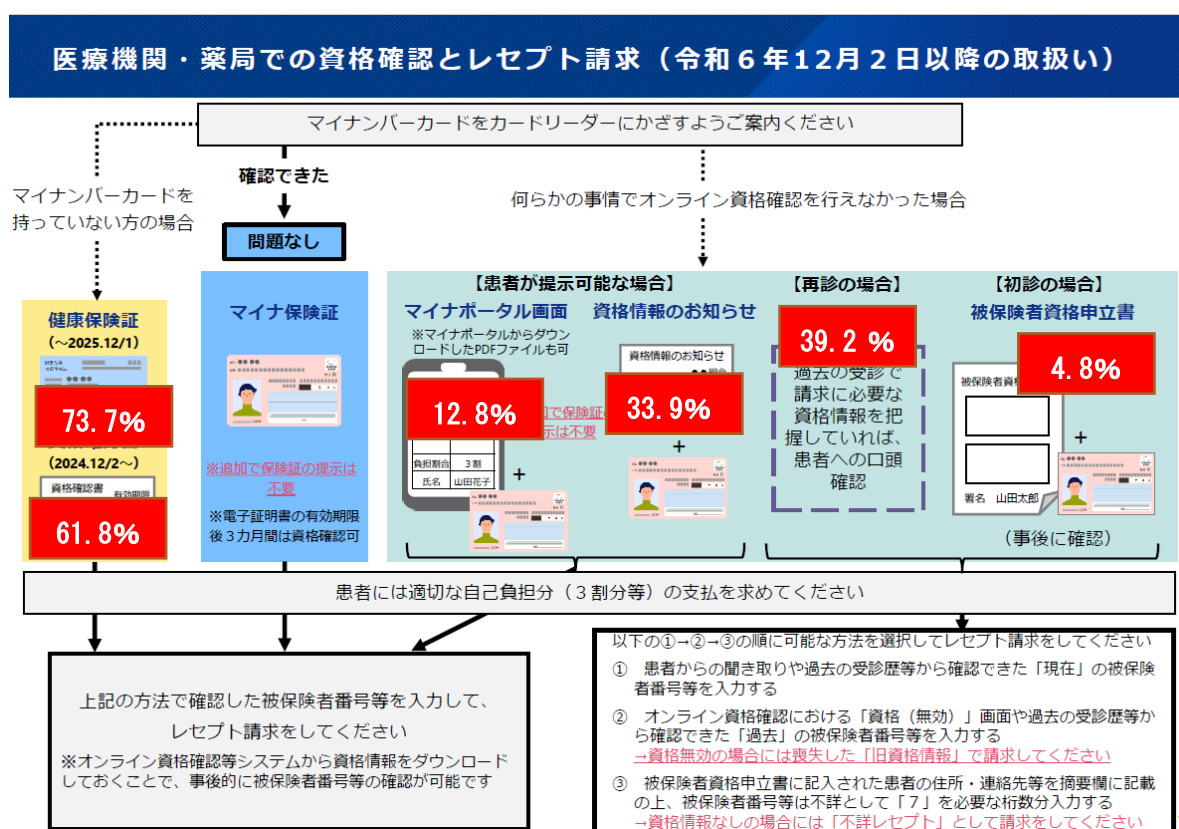 医療機関・薬局での資格確認とレセプト請求（令和６年12月２日以降の取扱い）
マイナンバーカードをカードリーダーにかざすようご案内ください
マイナンバーカードを
持っていない方の場合
確認できた
問題なし
何らかの事情でオンライン資格確認を行えなかった場合
健康保険証
（～2025.12/1）
73.7%
（2024.12/2～）
資格確認書
有効期限
61.8%
マイナ保険証
※追加で保険証の提示は
不要
※電子証明書の有効期限
後３カ月間は資格確認可
【患者が提示可能な場合】
マイナポータル画面
※マイナポータルからダウン
ロードしたPDFファイルも可
12.8%
負担割合 3割
氏名 山田花子
+
資格情報のお知らせ
資格情報のお知らせ
33.9%
で保険証
示は不要
+
【再診の場合】
39.2 %
過去の受診で
請求に必要な
資格情報を把
握していれば、
患者への口頭
確認
【初診の場合】
被保険者資格申立書
被保険者資
4.8%
+
署名 山田太郎
（事後に確認）
患者には適切な自己負担分（３割分等）の支払を求めてください
上記の方法で確認した被保険者番号等を入力して、
レセプト請求をしてください
※オンライン資格確認等システムから資格情報をダウンロード
しておくことで、事後的に被保険者番号等の確認が可能です
以下の①→②→③の順に可能な方法を選択してレセプト請求をしてください
① 患者からの聞き取りや過去の受診歴等から確認できた「現在」の被保険
者番号等を入力する
② オンライン資格確認における「資格（無効）」画面や過去の受診歴等か
ら確認できた「過去」の被保険者番号等を入力する
→資格無効の場合には喪失した「旧資格情報」で請求してください
③ 被保険者資格申立書に記入された患者の住所・連絡先等を摘要欄に記載
の上、被保険者番号等は不詳として「７」を必要な桁数分入力する
→資格情報なしの場合には「不詳レセプト」として請求をしてください